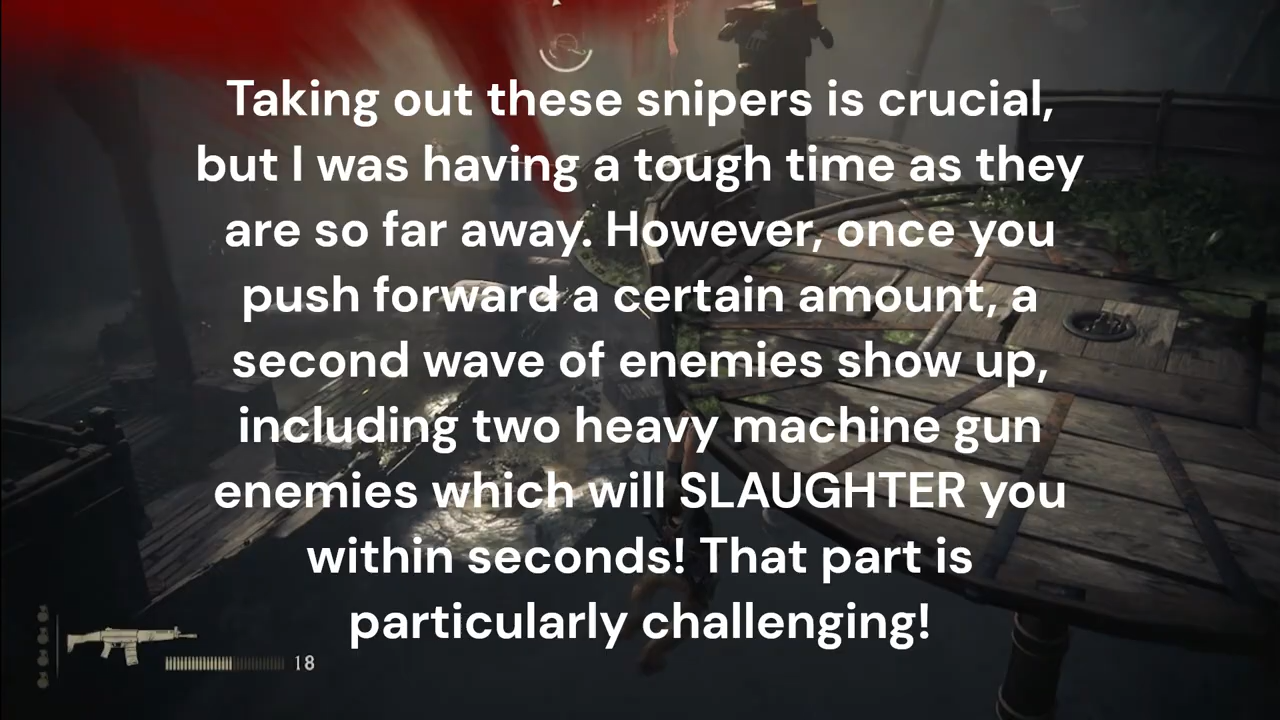 Taking out these snipers is crucial,
but I was having a tough time as they
are so far away. However, once you
push forward a certain amount, a
second wave of enemies show up,
including two heavy machine gun
enemies which will SLAUGHTER you
within seconds! That part is
particularly challenging!
18